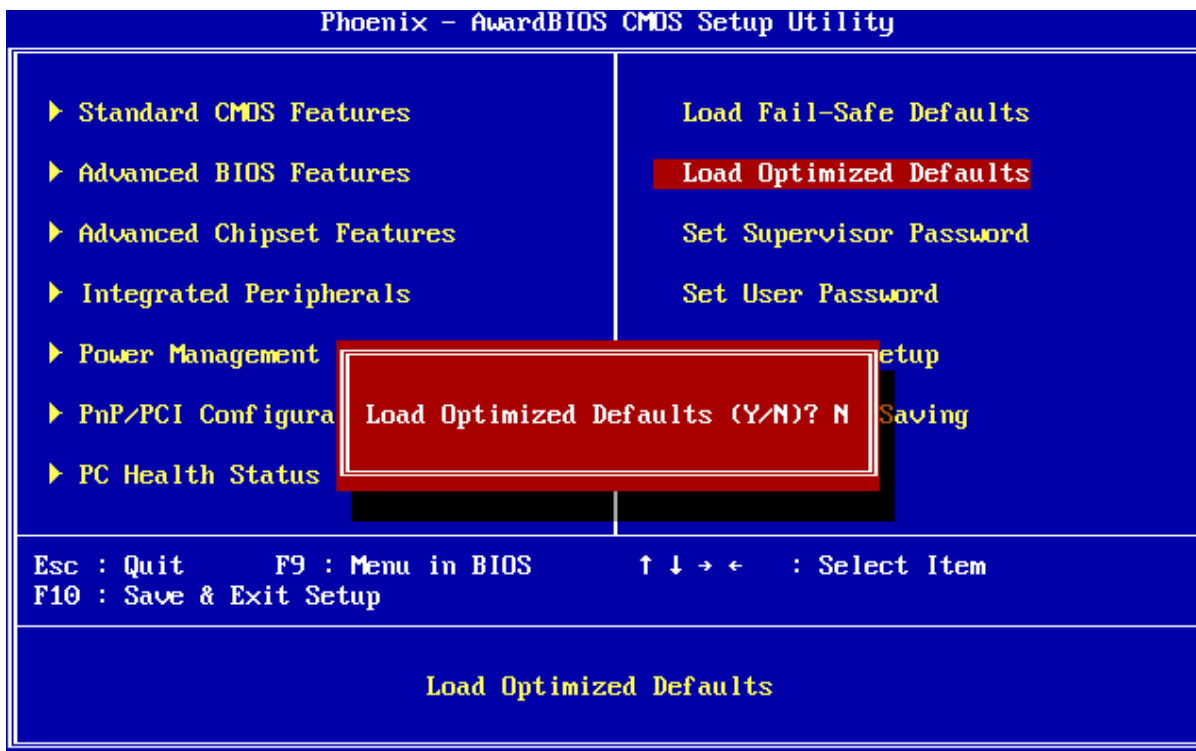 Phoenix - AwardBIOS CMOS Setup Utility
Standard CMOS Features
Advanced BIOS Features
Advanced Chipset Features
Integrated Peripherals
Power Management
PnP/PCI Configura
PC Health Status
Load Fail-Safe Defaults
Load Optimized Defaults
Set Supervisor Password
Set User Password
etup
Saving
Load Optimized Defaults (Y/N)? N
Esc : Quit F9 : Menu in BIOS ↑ ↓ → ← : Select Item
F10 : Save & Exit Setup
Load Optimized Defaults